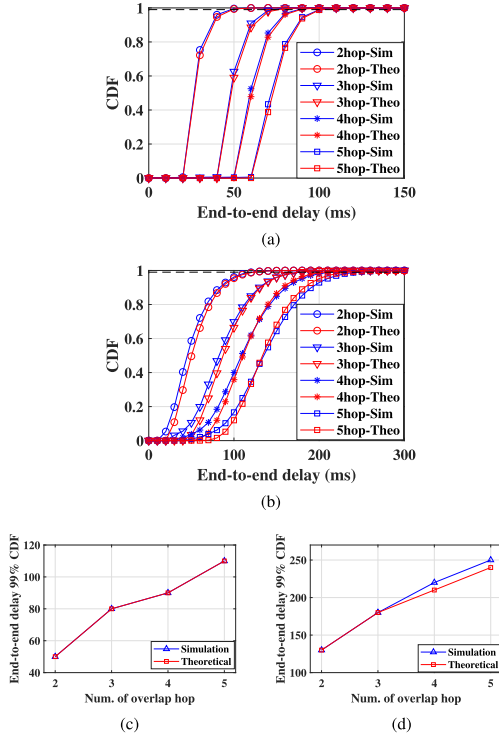 1
0.8
0.6
0.4
0.2
0
CDF
2hop-Sim
2hop-Theo
3hop-Sim
3hop-Theo
4hop-Sim
4hop-Theo
5hop-Sim
5hop-Theo
0 50 100 150
End-to-end delay (ms)
(a)
1
0.8
0.6
0.4
0.2
0
CDF
2hop-Sim
2hop-Theo
3hop-Sim
3hop-Theo
4hop-Sim
4hop-Theo
5hop-Sim
5hop-Theo
0 100 200 300
End-to-end delay (ms)
(b)
End-to-end delay 99% CDF
120
100
80
60
40
Simulation
Theoretical
2 3 4 5
Num. of overlap hop
(c)
End-to-end delay 99% CDF
250
200
150
100
Simulation
Theoretical
2 3 4 5
Num. of overlap hop
(d)